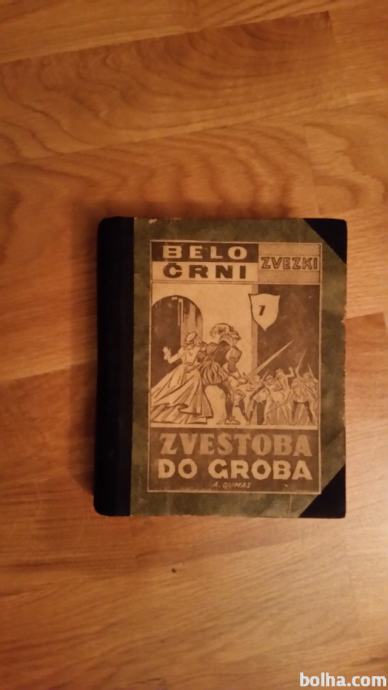 BELO
ČRNI
ZVEZKI
1
ZVESTOBA
DO GROBA
A. DUMAS
bolha.com